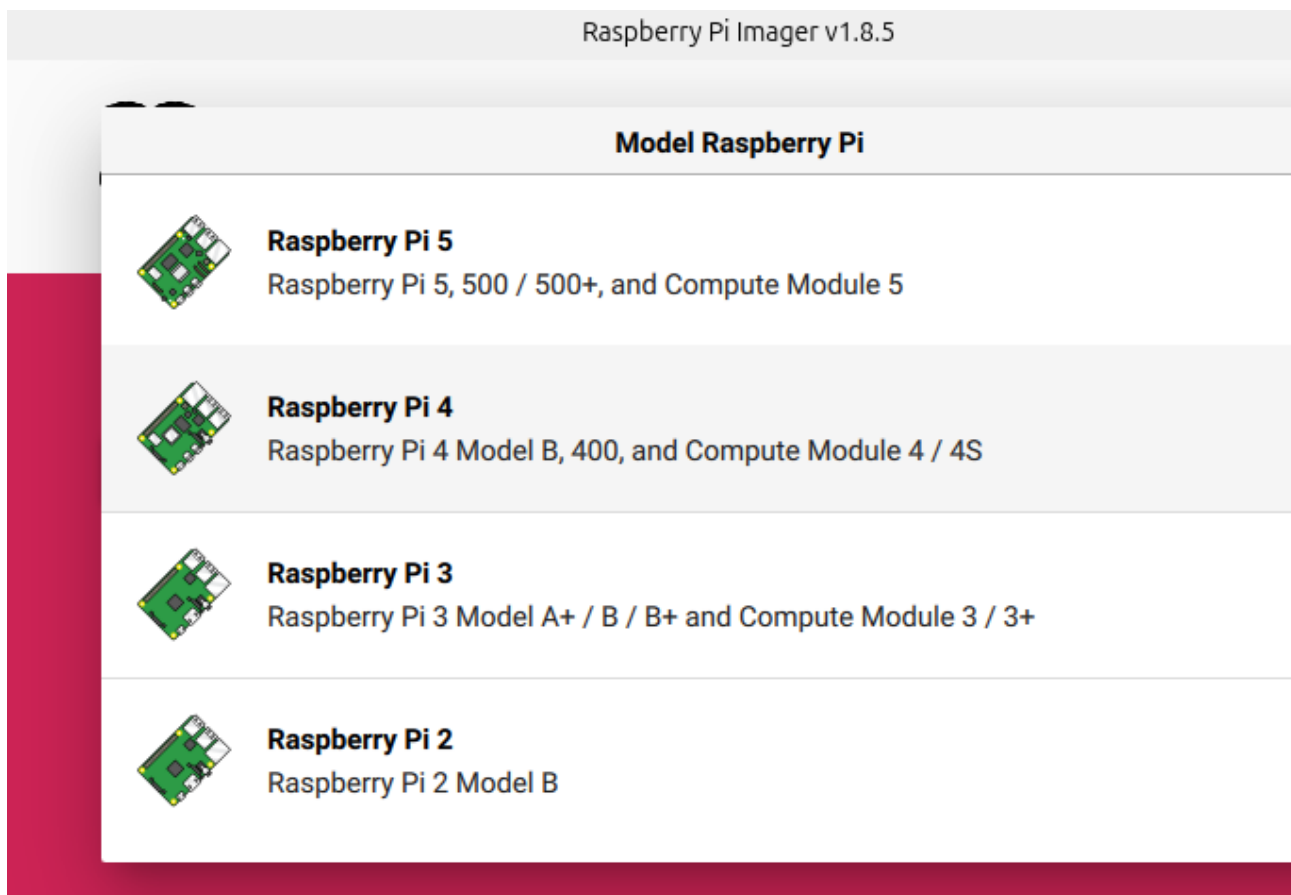 Raspberry Pi Imager v1.8.5
Model Raspberry Pi
Raspberry Pi 5
Raspberry Pi 5, 500 / 500+, and Compute Module 5
Raspberry Pi 4
Raspberry Pi 4 Model B, 400, and Compute Module 4 / 4S
Raspberry Pi 3
Raspberry Pi 3 Model A+ / B / B+ and Compute Module 3 / 3+
Raspberry Pi 2
Raspberry Pi 2 Model B